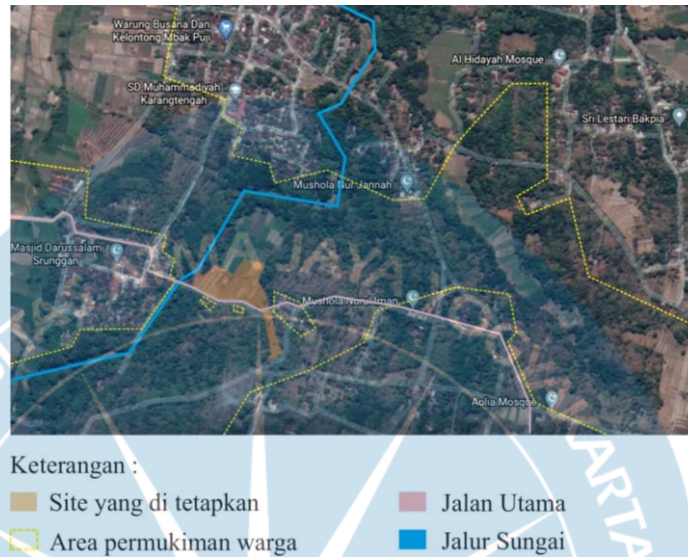 Warung Busana Dan
Kelontong Mbak Puji
Al Hidayah Mosque
SD Muhammadiyah
Karangtengah
Sri Lestari Bakpia
Mushola Nur Jannah
Masjid Darussalam
Srunggan
MA JAYA
Mushola Nurul Iman
Aolia Mosque
Keterangan :
Site yang di tetapkan
Jalan Utama
Area permukiman warga
Jalur Sungai